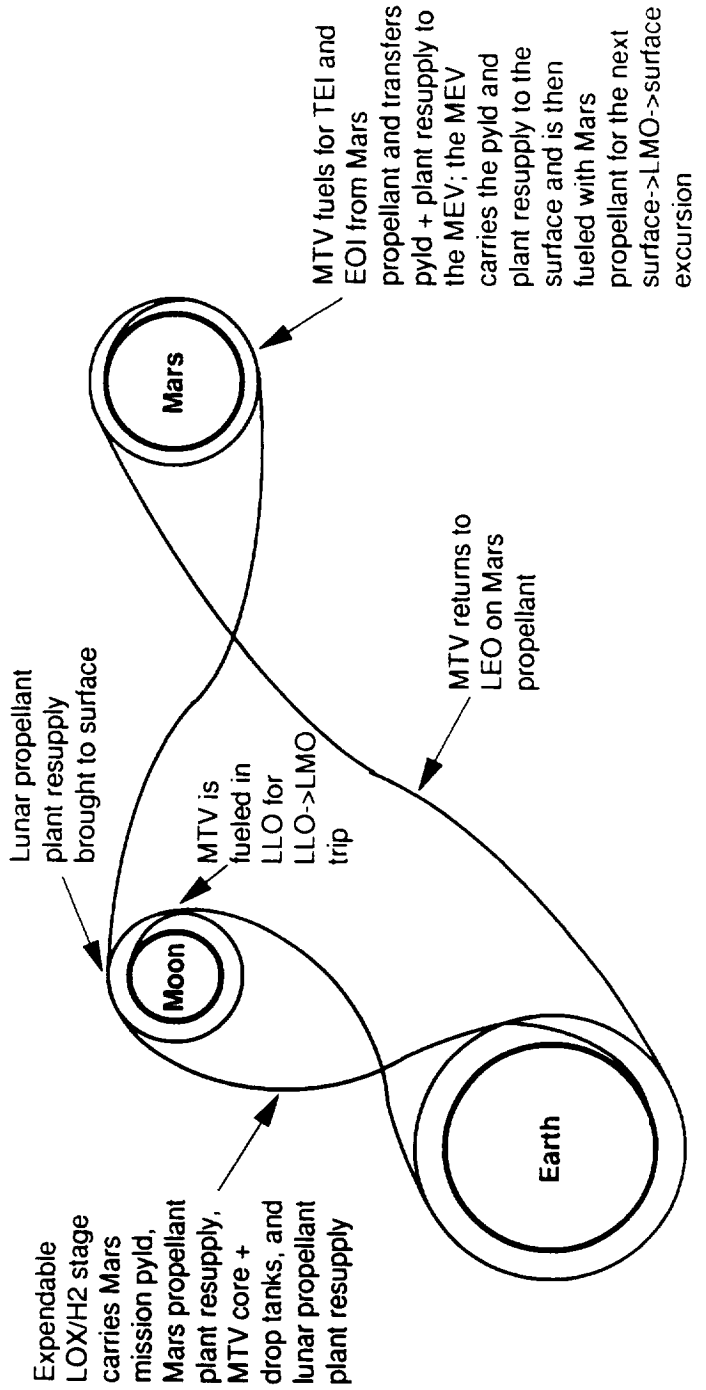 Expendable
LOX/H2 stage
carries Mars
mission pyld,
Mars propellant
plant resupply,
MTV core +
drop tanks, and
lunar propellant
plant resupply
Lunar propellant
plant resupply
brought to surface
Moon
MTV is
fueled in
LLO for
LLO->LMO
trip
Earth
MTV returns to
LEO on Mars
propellant
Mars
MTV fuels for TEI and
EOI from Mars
propellant and transfers
pyld + plant resupply to
the MEV; the MEV
carries the pyld and
plant resupply to the
surface and is then
fueled with Mars
propellant for the next
surface->LMO->surface
excursion